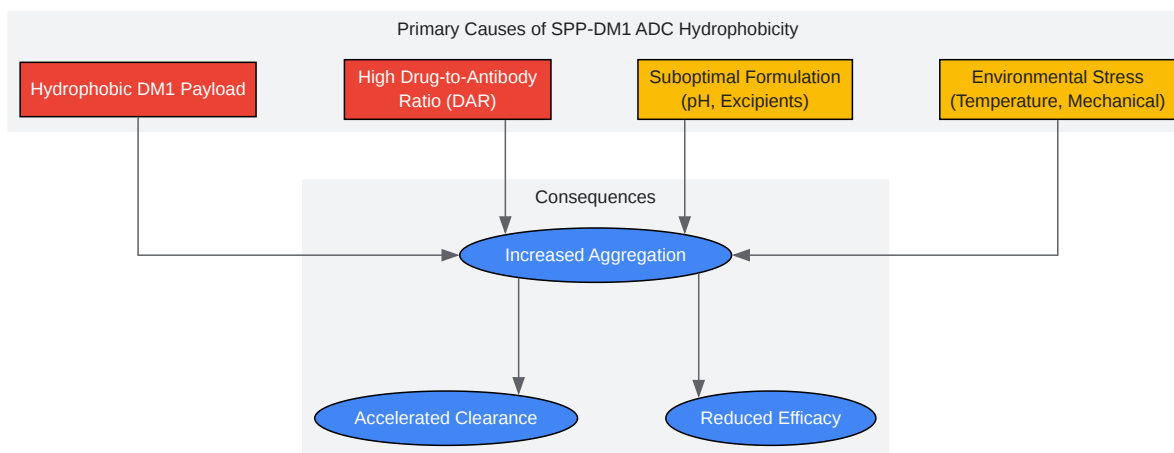 Primary Causes of SPP-DM1 ADC Hydrophobicity
Hydrophobic DM1 Payload
High Drug-to-Antibody
Ratio (DAR)
Suboptimal Formulation
(pH, Excipients)
Environmental Stress
(Temperature, Mechanical)
Consequences
Increased Aggregation
Accelerated Clearance
Reduced Efficacy